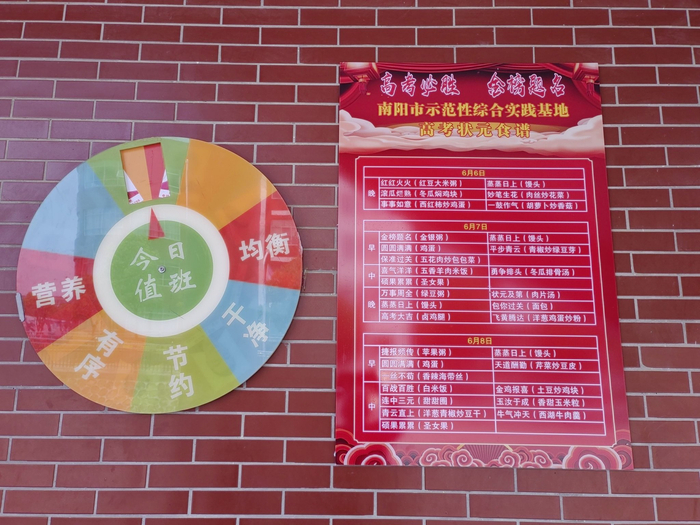 今日
值班
均衡
干净
节约
有序
营养
高考必胜 金榜题名
南阳市示范性综合实践基地
高考状元食谱
6月6日
晚
红红火火（红豆大米粥） 蒸蒸日上（馒头）
滚瓜烂熟（冬瓜焖鸡块） 妙笔生花（肉丝炒花菜）
事事如意（西红柿炒鸡蛋） 一鼓作气（胡萝卜炒香菇）
6月7日
早
金榜题名（金银粥） 蒸蒸日上（馒头）
圆圆满满（鸡蛋） 平步青云（青椒炒绿豆芽）
保准过关（五花肉炒包包菜）
中
喜气洋洋（五香羊肉米饭） 勇争排头（冬瓜排骨汤）
硕果累累（圣女果）
晚
万事周全（绿豆粥） 状元及第（肉片汤）
蒸蒸日上（馒头） 包你过关（面包）
高考大吉（卤鸡腿） 飞黄腾达（洋葱鸡蛋炒粉）
6月8日
早
捷报频传（苹果粥） 蒸蒸日上（馒头）
圆圆满满（鸡蛋） 天道酬勤（芹菜炒豆皮）
一丝不苟（香辣海带丝）
中
百战百胜（白米饭） 金鸡报喜（土豆炒鸡块）
连中三元（甜甜圈） 玉汝于成（香甜玉米粒）
青云直上（洋葱青椒炒豆干） 牛气冲天（西湖牛肉羹）
硕果累累（圣女果）